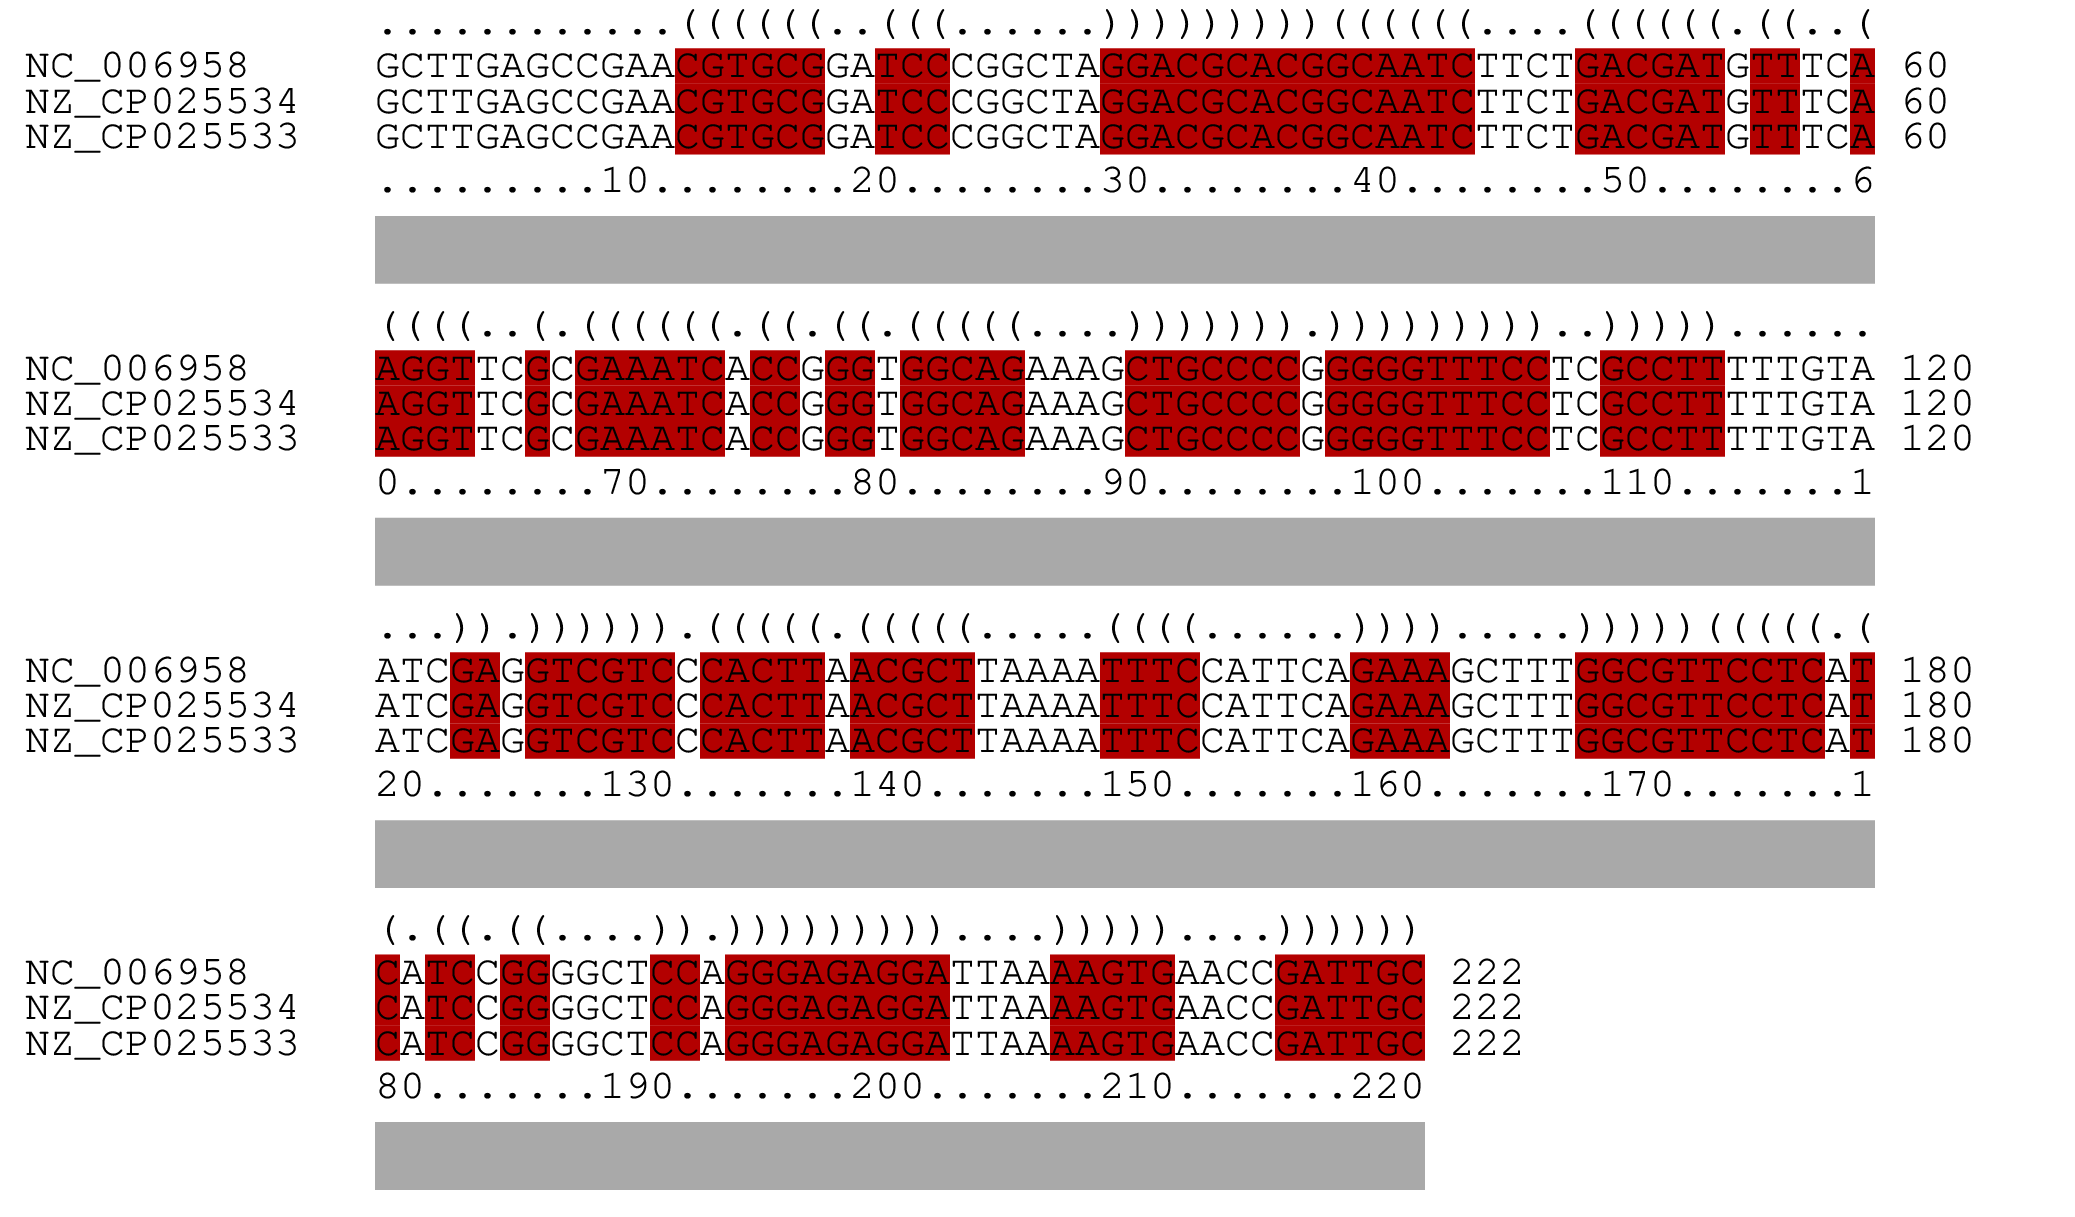 ............((((((..(((......)))))))))((((((....((((((.((..(
NC_006958 GCTTGAGCCGAACGTGCGGATCCCGGCTAGGACGCACGGCAATCTTCTGACGATGTTTCA 60
NZ_CP025534 GCTTGAGCCGAACGTGCGGATCCCGGCTAGGACGCACGGCAATCTTCTGACGATGTTTCA 60
NZ_CP025533 GCTTGAGCCGAACGTGCGGATCCCGGCTAGGACGCACGGCAATCTTCTGACGATGTTTCA 60
.........10........20........30........40........50........6
((((..(.((((((.((.((.(((((....))))))).)))))))))..)))))......
NC_006958 AGGTTCGCGAAATCACCGGGTGGCAGAAAGCTGCCCCGGGGGTTTCCTCGCCTTTTTGTA 120
NZ_CP025534 AGGTTCGCGAAATCACCGGGTGGCAGAAAGCTGCCCCGGGGGTTTCCTCGCCTTTTTGTA 120
NZ_CP025533 AGGTTCGCGAAATCACCGGGTGGCAGAAAGCTGCCCCGGGGGTTTCCTCGCCTTTTTGTA 120
0........70........80........90........100.......110.......1
...)).)))))).(((((.(((((.....((((......)))).....)))))(((((.(
NC_006958 ATCGAGGTCGTCCCACTTAACGCTTAAAATTTCCATTCAGAAAGCTTTGGCGTTCCTCAT 180
NZ_CP025534 ATCGAGGTCGTCCCACTTAACGCTTAAAATTTCCATTCAGAAAGCTTTGGCGTTCCTCAT 180
NZ_CP025533 ATCGAGGTCGTCCCACTTAACGCTTAAAATTTCCATTCAGAAAGCTTTGGCGTTCCTCAT 180
20.......130.......140.......150.......160.......170.......1
(.((.((....)).)))))))))....)))))....))))))
NC_006958 CATCCGGGGCTCCAGGGAGAGGATTAAAAGTGAACCGATTGC 222
NZ_CP025534 CATCCGGGGCTCCAGGGAGAGGATTAAAAGTGAACCGATTGC 222
NZ_CP025533 CATCCGGGGCTCCAGGGAGAGGATTAAAAGTGAACCGATTGC 222
80.......190.......200.......210.......220